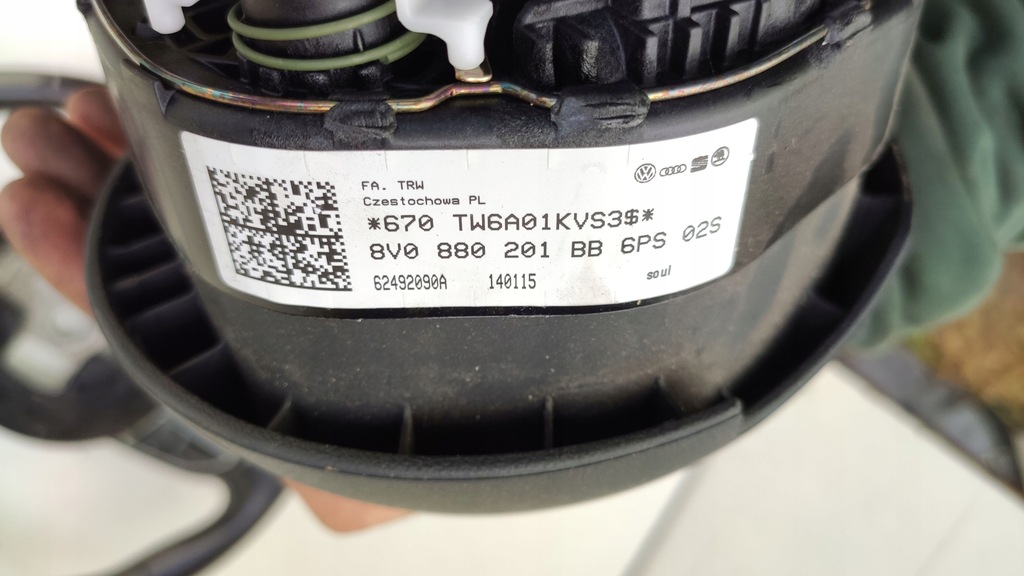 FA. TRW
Czestochowa PL
*670 TW6A01KVS3$*
8V0 880 201 BB 6PS 02S
62492090A 140115 soul